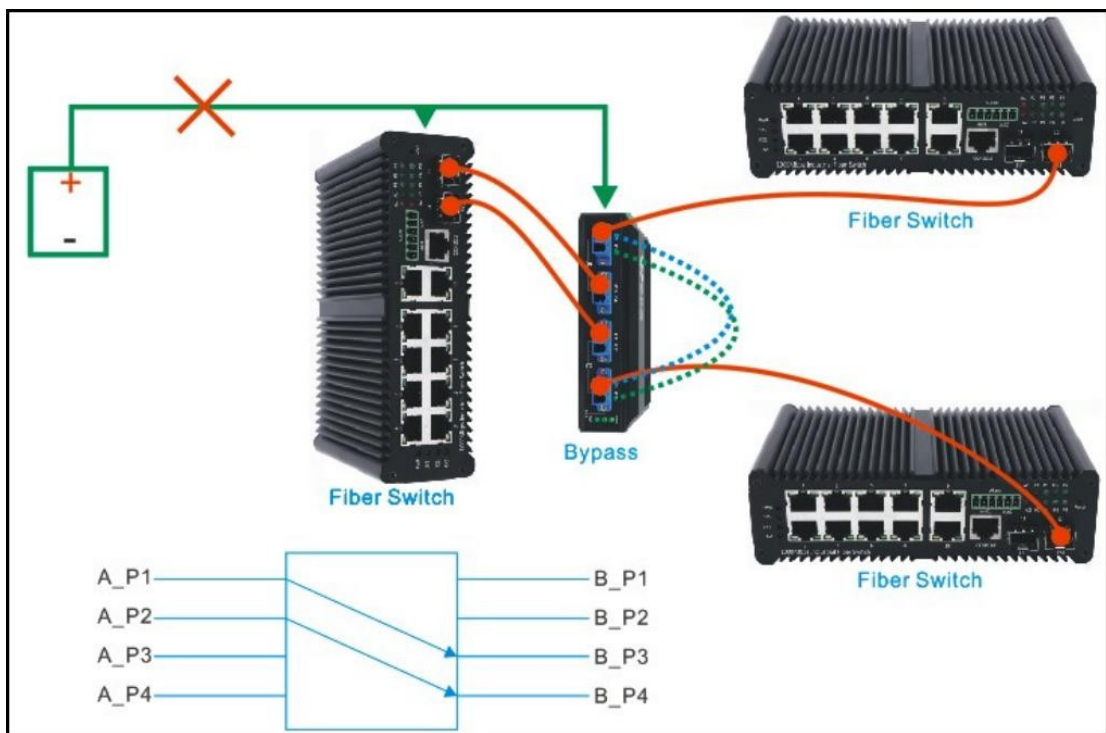 +
-
Fiber Switch
Bypass
Fiber Switch
Fiber Switch
A_P1
A_P2
A_P3
A_P4
B_P1
B_P2
B_P3
B_P4